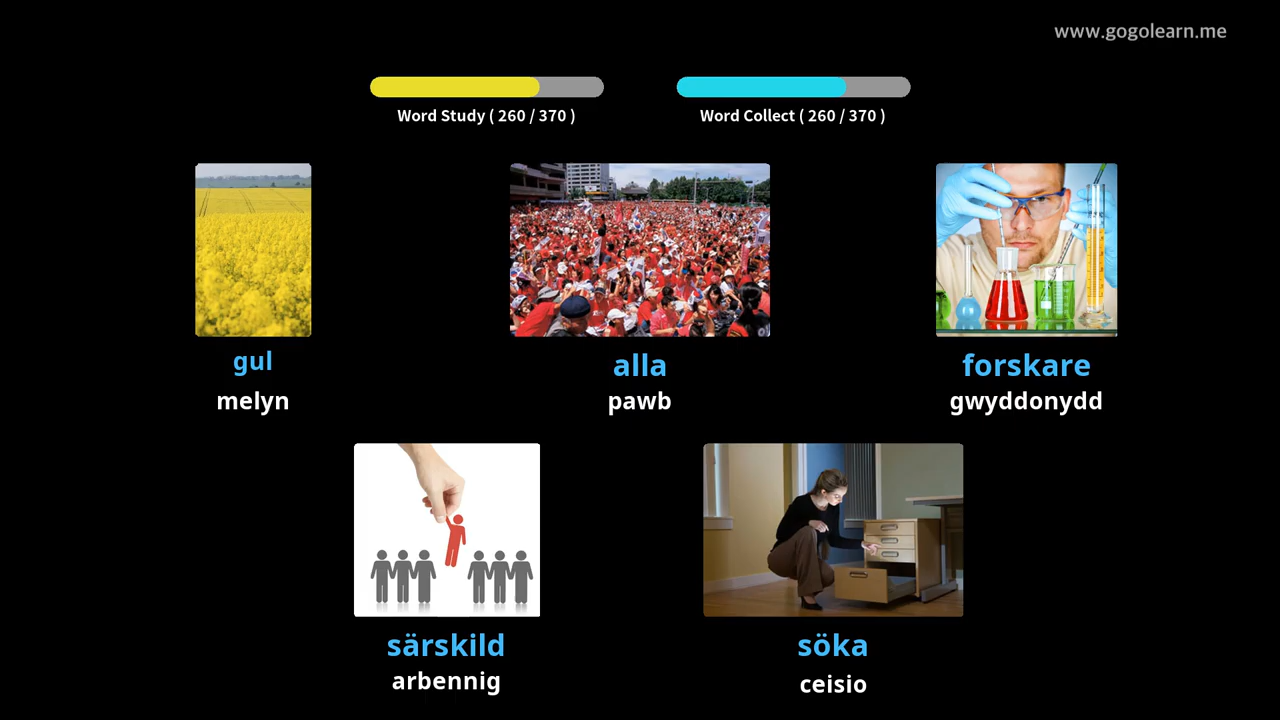 www.gogolearn.me
Word Study ( 260 / 370 )
Word Collect ( 260 / 370 )
gul
melyn
alla
pawb
forskare
gwyddonydd
särskild
arbennig
söka
ceisio